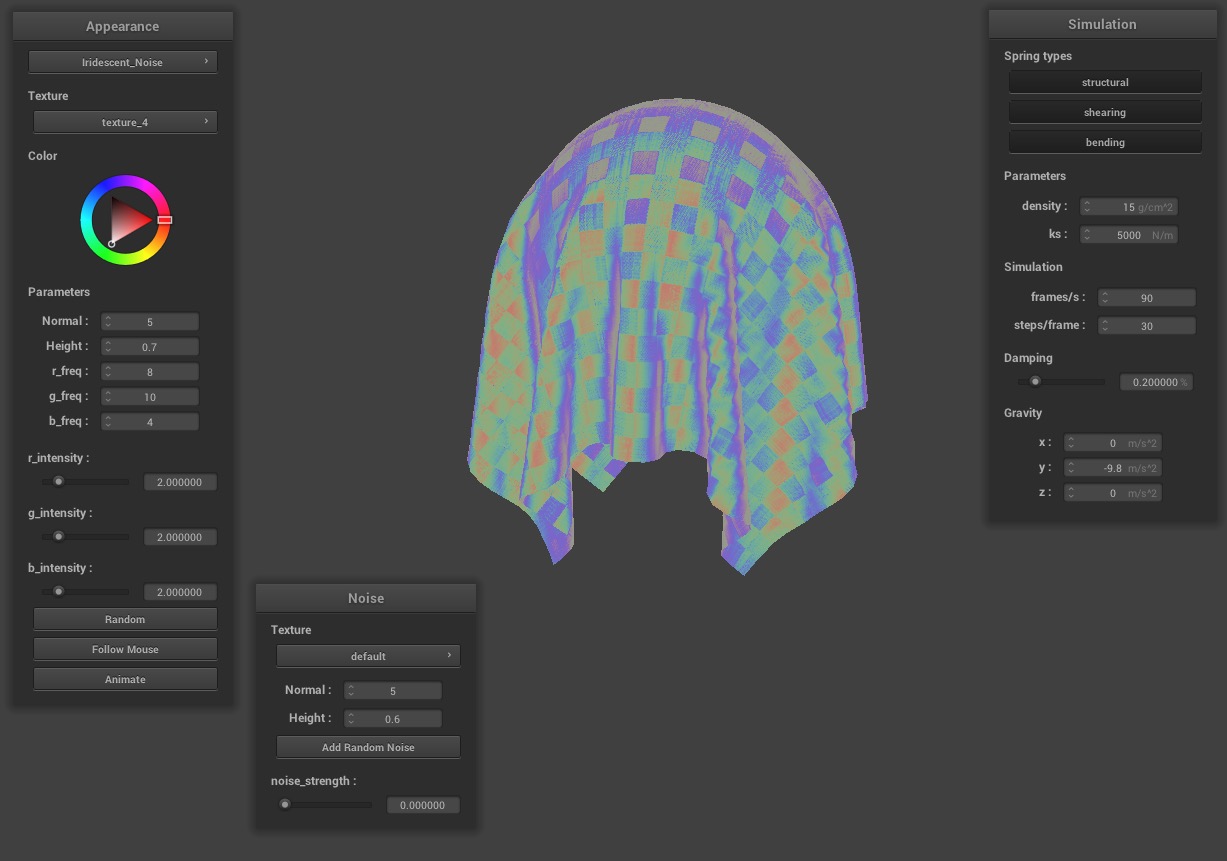 Appearance
Iridescent_Noise
Texture
texture_4
Color
Parameters
Normal : 5
Height : 0.7
r_freq : 8
g_freq : 10
b_freq : 4
r_intensity :
2.000000
g_intensity :
2.000000
b_intensity :
2.000000
Random
Follow Mouse
Animate
Noise
Texture
default
Normal : 5
Height : 0.6
Add Random Noise
noise_strength :
0.000000
Simulation
Spring types
structural
shearing
bending
Parameters
density : 15 g/cm^2
ks : 5000 N/m
Simulation
frames/s : 90
steps/frame : 30
Damping
0.200000 %
Gravity
x : 0 m/s^2
y : -9.8 m/s^2
z : 0 m/s^2